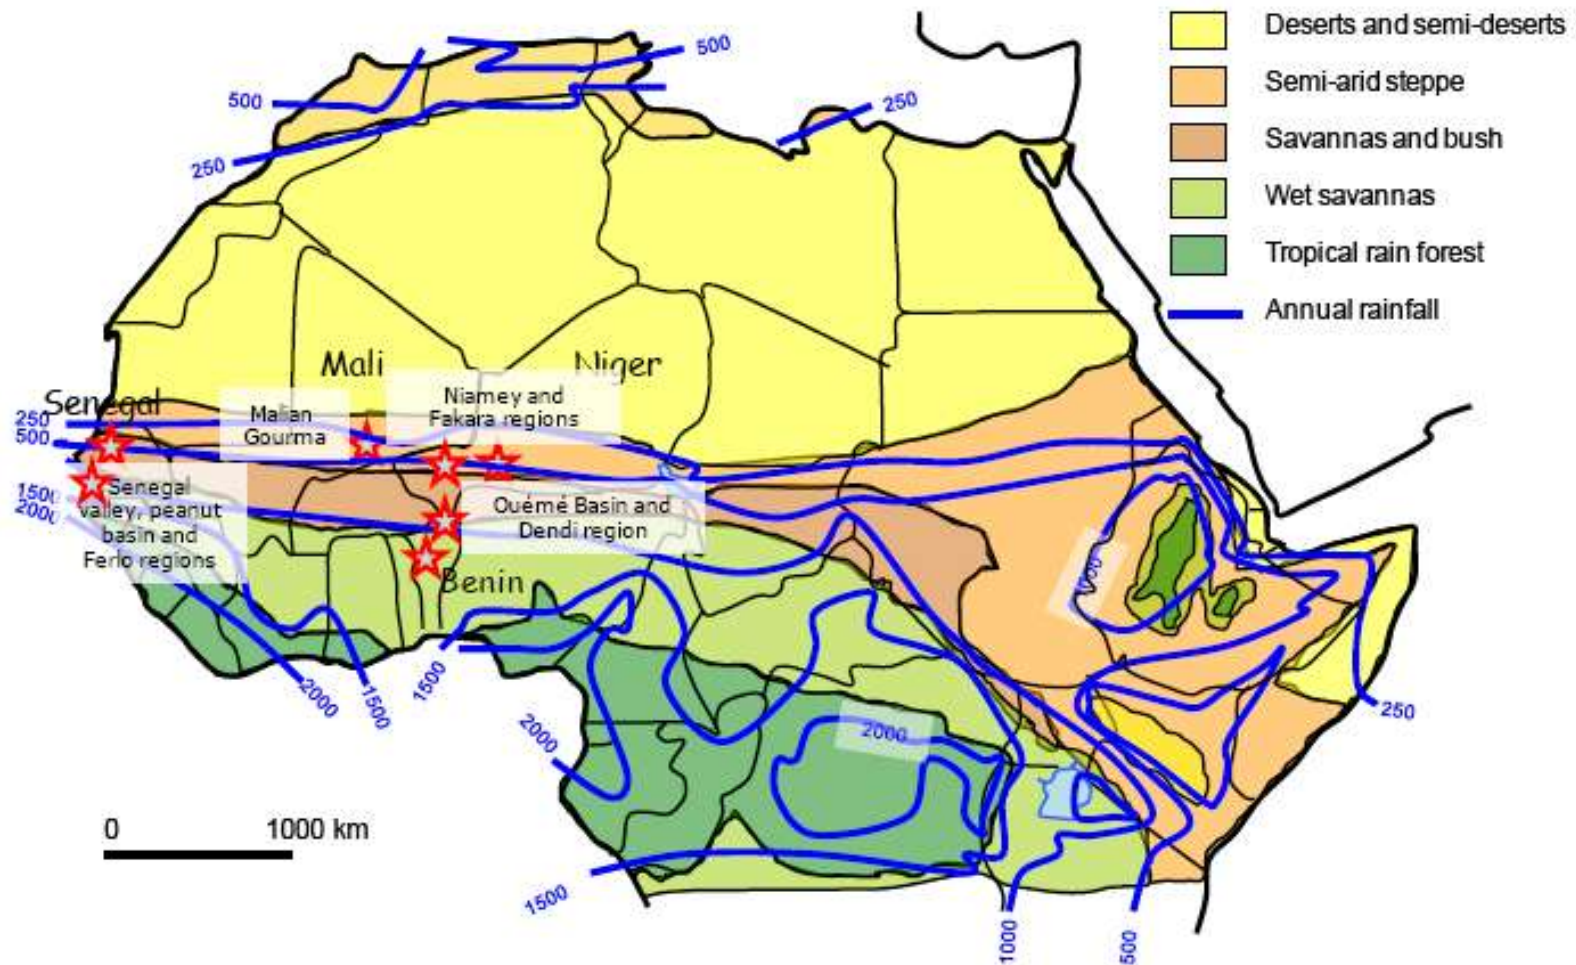 Deserts and semi-deserts
Semi-arid steppe
Savannas and bush
Wet savannas
Tropical rain forest
Annual rainfall
500
500
250
250
Mali
Niger
Senegal
250
500
1500
2000
Malian
Gourma
Niamey and
Fakara regions
Senegal
valley, peanut
basin and
Ferlo regions
Ouémé Basin and
Dendi region
Benin
1000
2000
1500
1500
2000
2000
250
0
1000 km
1500
1000
500